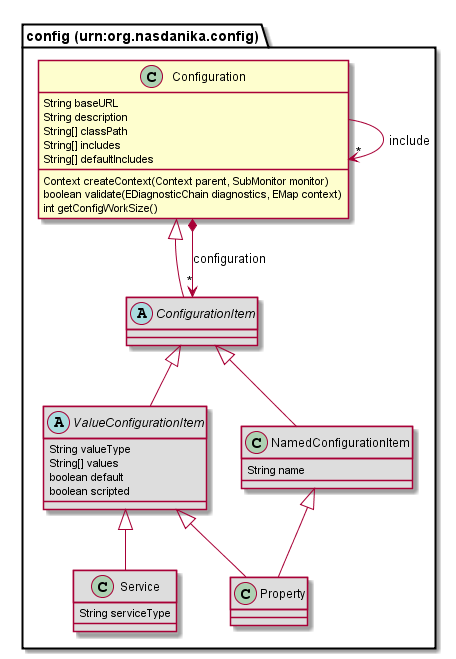 config (urn:org.nasdanika.config)
C Configuration
String baseURL
String description
String[] classPath
String[] includes
String[] defaultIncludes
Context createContext(Context parent, SubMonitor monitor)
boolean validate(EDiagnosticChain diagnostics, EMap context)
int getConfigWorkSize()
include
*
configuration
*
A ConfigurationItem
A ValueConfigurationItem
String valueType
String[] values
boolean default
boolean scripted
C NamedConfigurationItem
String name
C Service
String serviceType
C Property